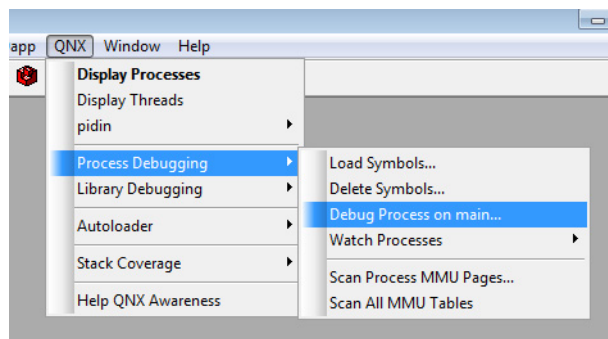 app QNX Window Help
Display Processes
Display Threads
pidin
Process Debugging
Library Debugging
Autoloader
Stack Coverage
Help QNX Awareness
Load Symbols...
Delete Symbols...
Debug Process on main...
Watch Processes
Scan Process MMU Pages...
Scan All MMU Tables